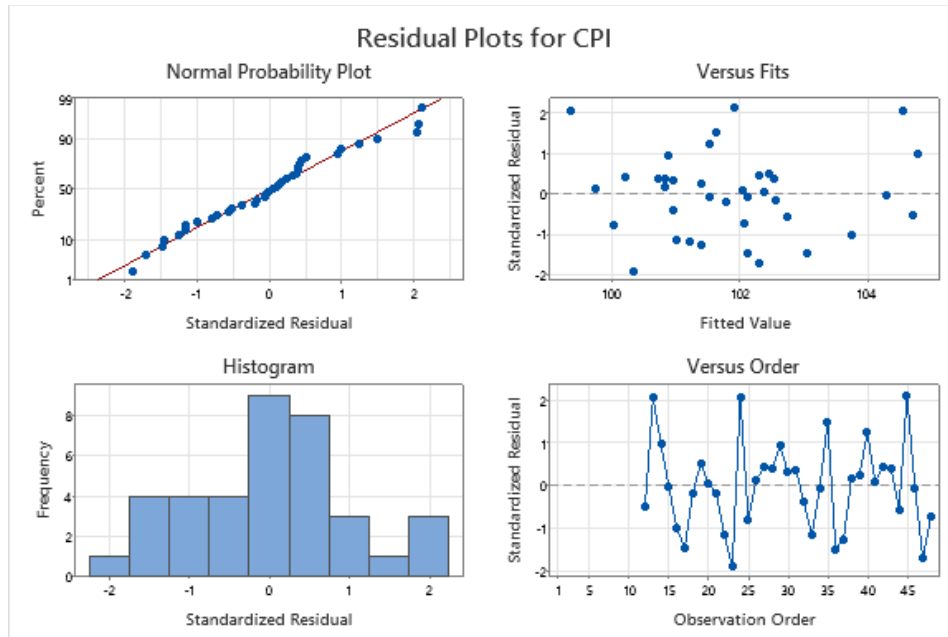 Residual Plots for CPI
Normal Probability Plot
99
90
50
10
1
Percent
-2 -1 0 1 2
Standardized Residual
Versus Fits
2
1
0
-1
-2
Standardized Residual
100 102 104
Fitted Value
Histogram
8
6
4
2
0
Frequency
-2 -1 0 1 2
Standardized Residual
Versus Order
2
1
0
-1
-2
Standardized Residual
1 5 10 15 20 25 30 35 40 45
Observation Order